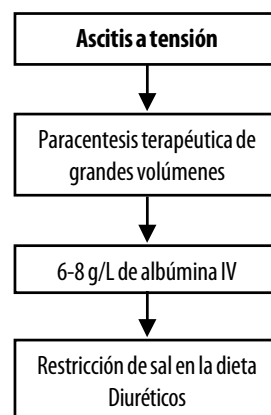 Ascitis a tensión
Paracentesis terapéutica de
grandes volúmenes
6-8 g/L de albúmina IV
Restricción de sal en la dieta
Diuréticos